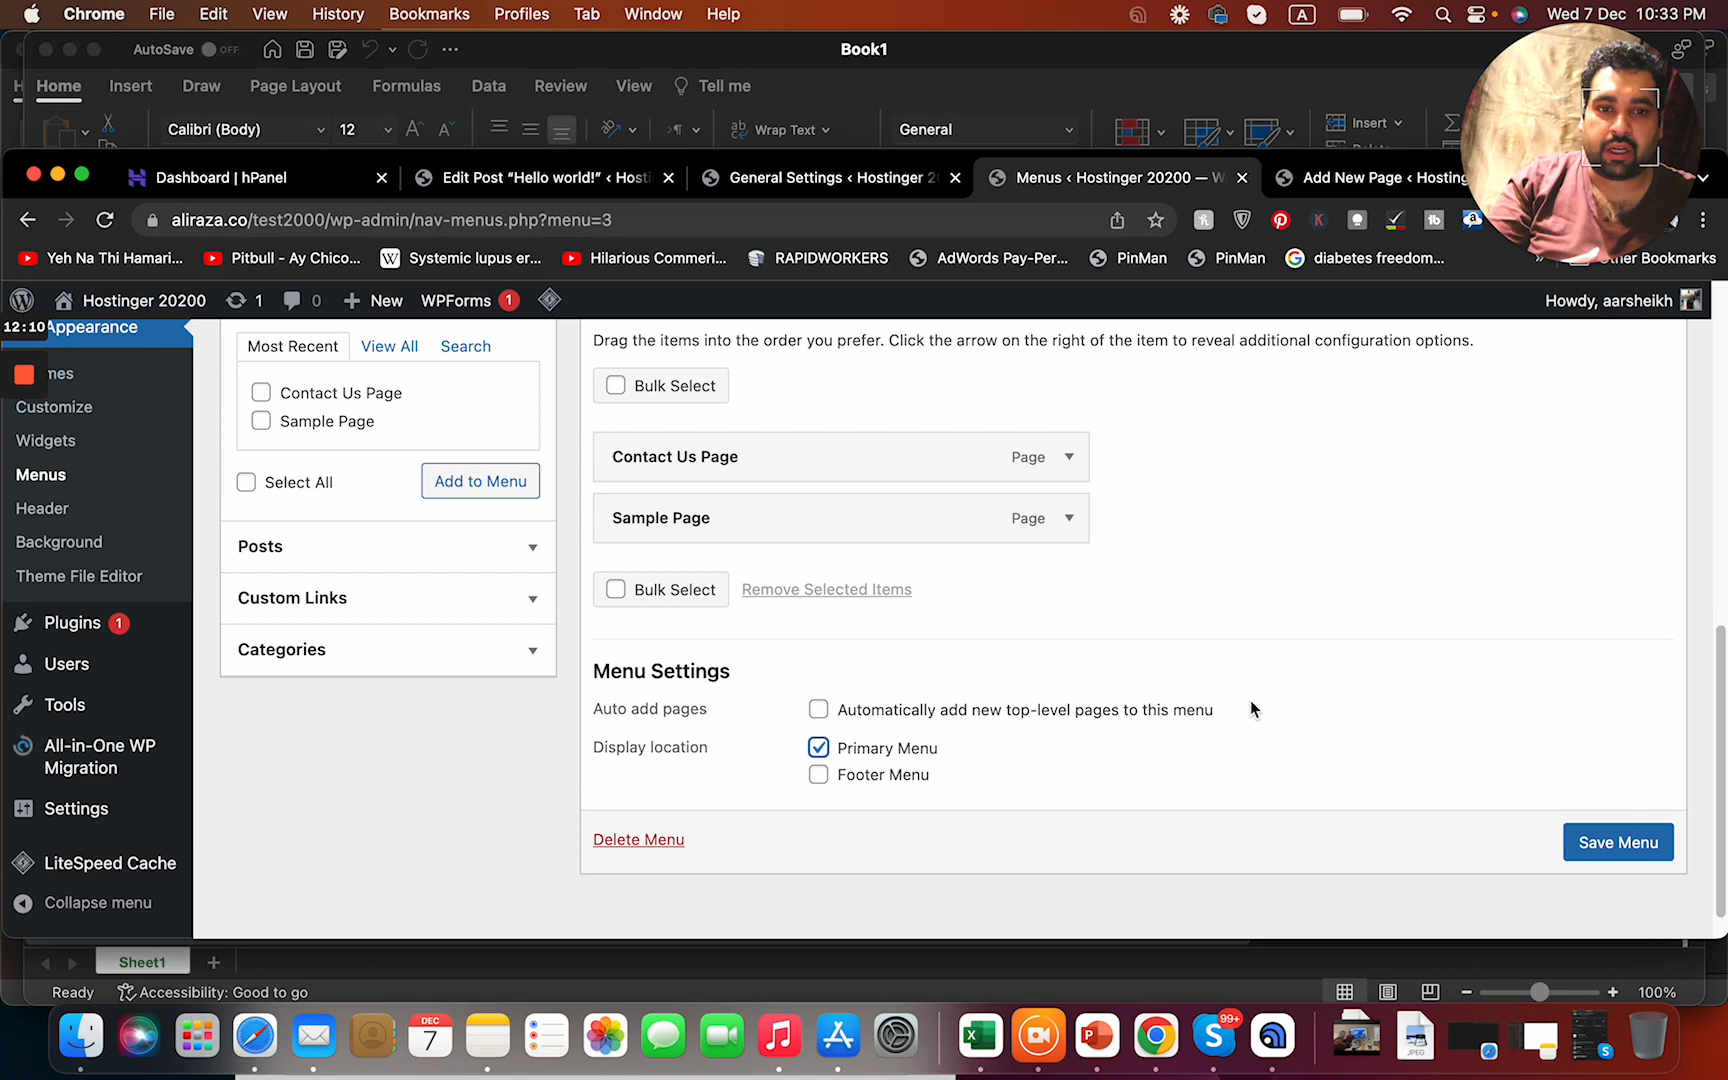 Chrome File Edit View History Bookmarks Profiles Tab Window Help A Wed 7 Dec 10:33 PM
AutoSave OFF Book1
Home Insert Draw Page Layout Formulas Data Review View Tell me
Calibri (Body) 12 Wrap Text General Insert
Dashboard | hPanel Edit Post “Hello world!” ‹ Hosti General Settings ‹ Hostinger 2 Menus ‹ Hostinger 20200 — W Add New Page ‹ Hosting
aliraza.co/test2000/wp-admin/nav-menus.php?menu=3
Yeh Na Thi Hamari... Pitbull - Ay Chico... Systemic lupus er... Hilarious Commeri... RAPIDWORKERS AdWords Pay-Per... PinMan PinMan diabetes freedom... » Other Bookmarks
Hostinger 20200 1 0 New WPForms 1 Howdy, aarsheikh
12:10 Appearance
mes
Customize
Widgets
Menus
Header
Background
Theme File Editor
Plugins 1
Users
Tools
All-in-One WP
Migration
Settings
LiteSpeed Cache
Collapse menu
Most Recent View All Search
Contact Us Page
Sample Page
Select All Add to Menu
Posts
Custom Links
Categories
Drag the items into the order you prefer. Click the arrow on the right of the item to reveal additional configuration options.
Bulk Select
Contact Us Page Page
Sample Page Page
Bulk Select Remove Selected Items
Menu Settings
Auto add pages Automatically add new top-level pages to this menu
Display location Primary Menu
Footer Menu
Delete Menu Save Menu
Sheet1
Ready Accessibility: Good to go 100%
DEC
7
99+
JPEG